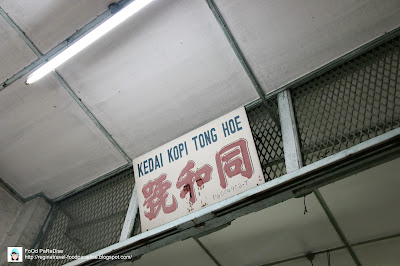 KEDAI KOPI TONG HOE
號和同
FoOd PaRaDiSe